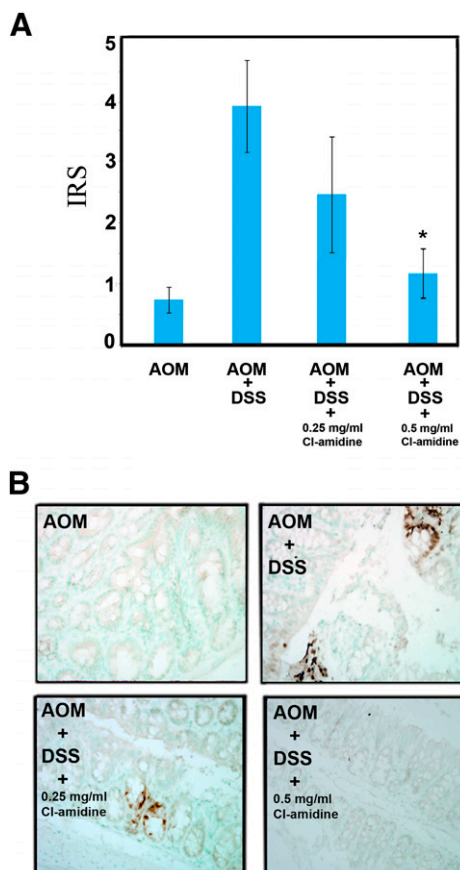 A
5
4
3
2
1
0
IRS
*
AOM
AOM
+
DSS
AOM
+
DSS
+
0.25 mg/ml
Cl-amidine
AOM
+
DSS
+
0.5 mg/ml
Cl-amidine
B
AOM
AOM
+
DSS
AOM
+
DSS
+
0.25 mg/ml
Cl-amidine
AOM
+
DSS
+
0.5 mg/ml
Cl-amidine